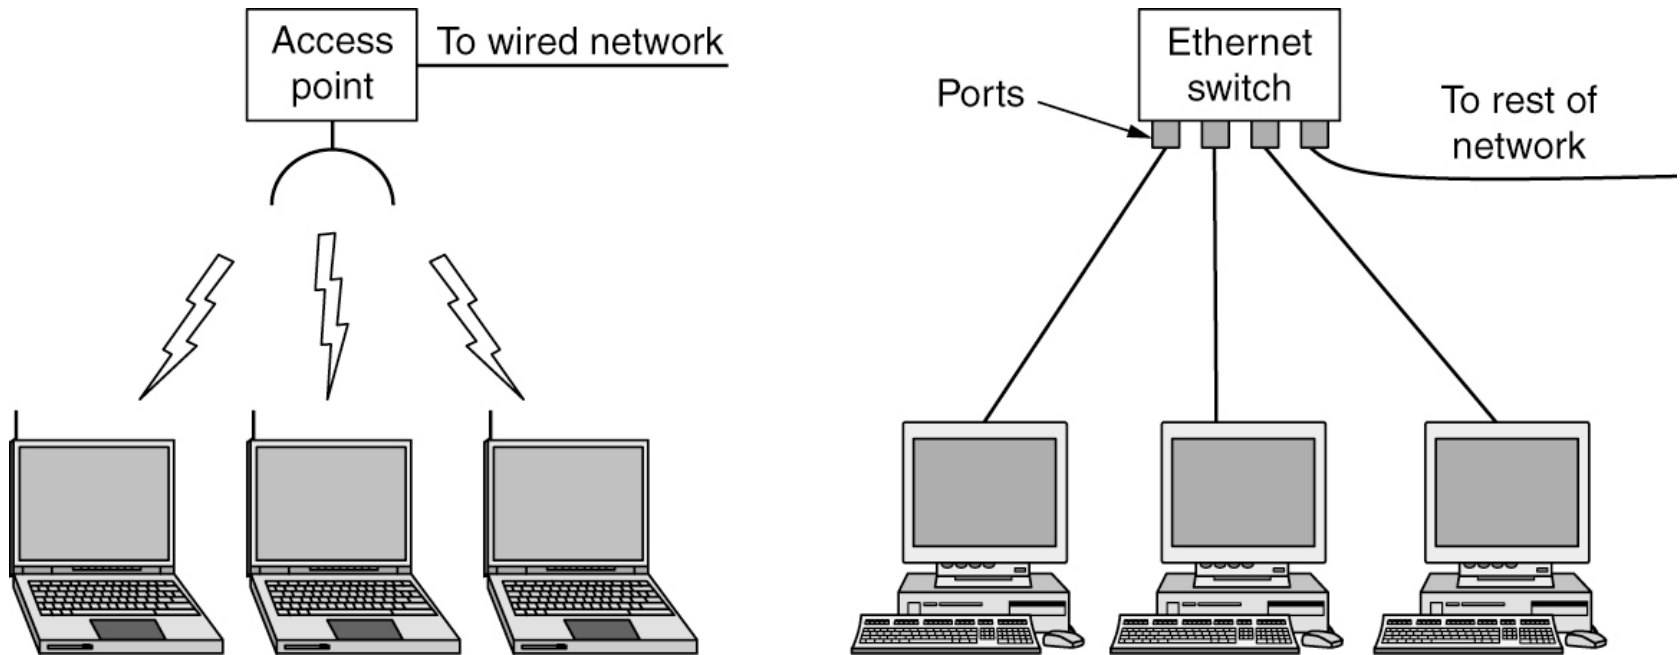 Access
point
To wired network
Ethernet
switch
Ports
To rest of
network